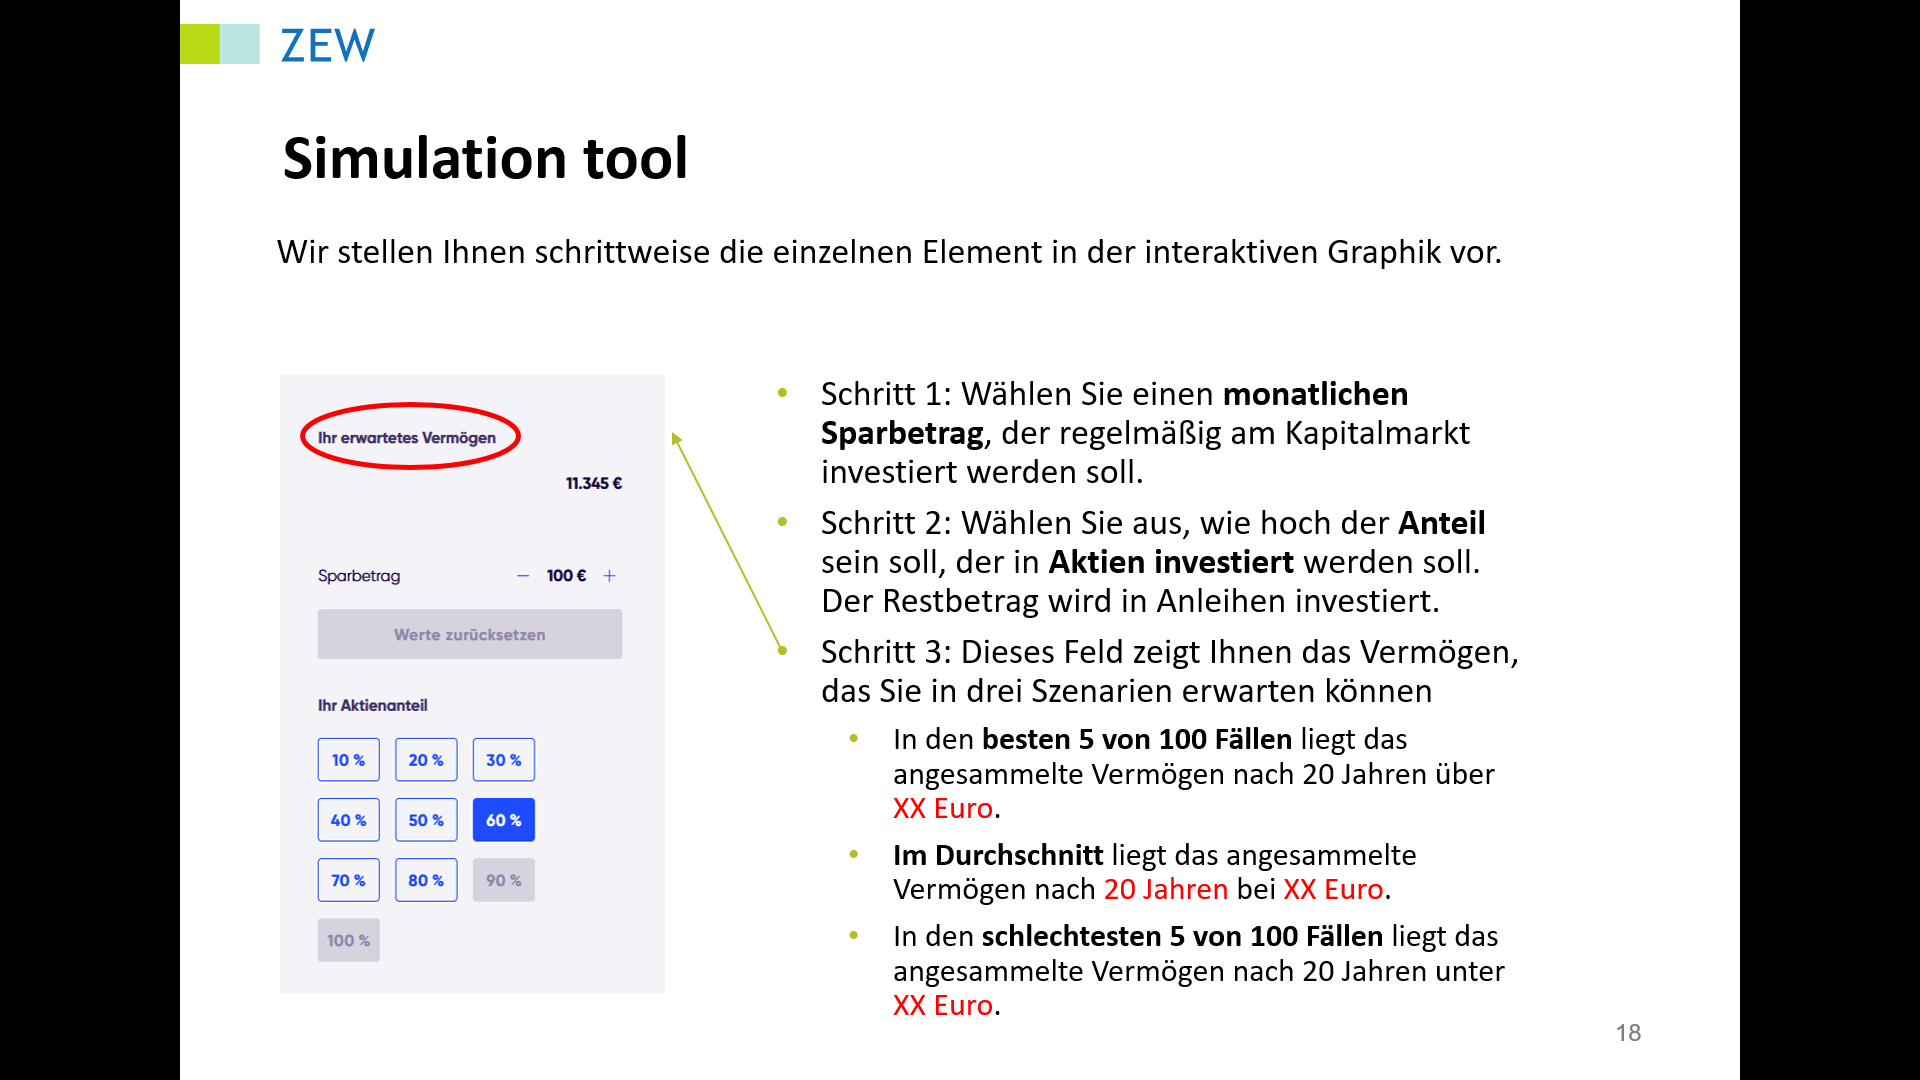 ZEW
Simulation tool
Wir stellen Ihnen schrittweise die einzelnen Element in der interaktiven Graphik vor.
Ihr erwartetes Vermögen
11.345 €
Sparbetrag − 100 € +
Werte zurücksetzen
Ihr Aktienanteil
10 % 20 % 30 %
40 % 50 % 60 %
70 % 80 % 90 %
100 %
• Schritt 1: Wählen Sie einen monatlichen
Sparbetrag, der regelmäßig am Kapitalmarkt
investiert werden soll.
• Schritt 2: Wählen Sie aus, wie hoch der Anteil
sein soll, der in Aktien investiert werden soll.
Der Restbetrag wird in Anleihen investiert.
• Schritt 3: Dieses Feld zeigt Ihnen das Vermögen,
das Sie in drei Szenarien erwarten können
• In den besten 5 von 100 Fällen liegt das
angesammelte Vermögen nach 20 Jahren über
XX Euro.
• Im Durchschnitt liegt das angesammelte
Vermögen nach 20 Jahren bei XX Euro.
• In den schlechtesten 5 von 100 Fällen liegt das
angesammelte Vermögen nach 20 Jahren unter
XX Euro.
18